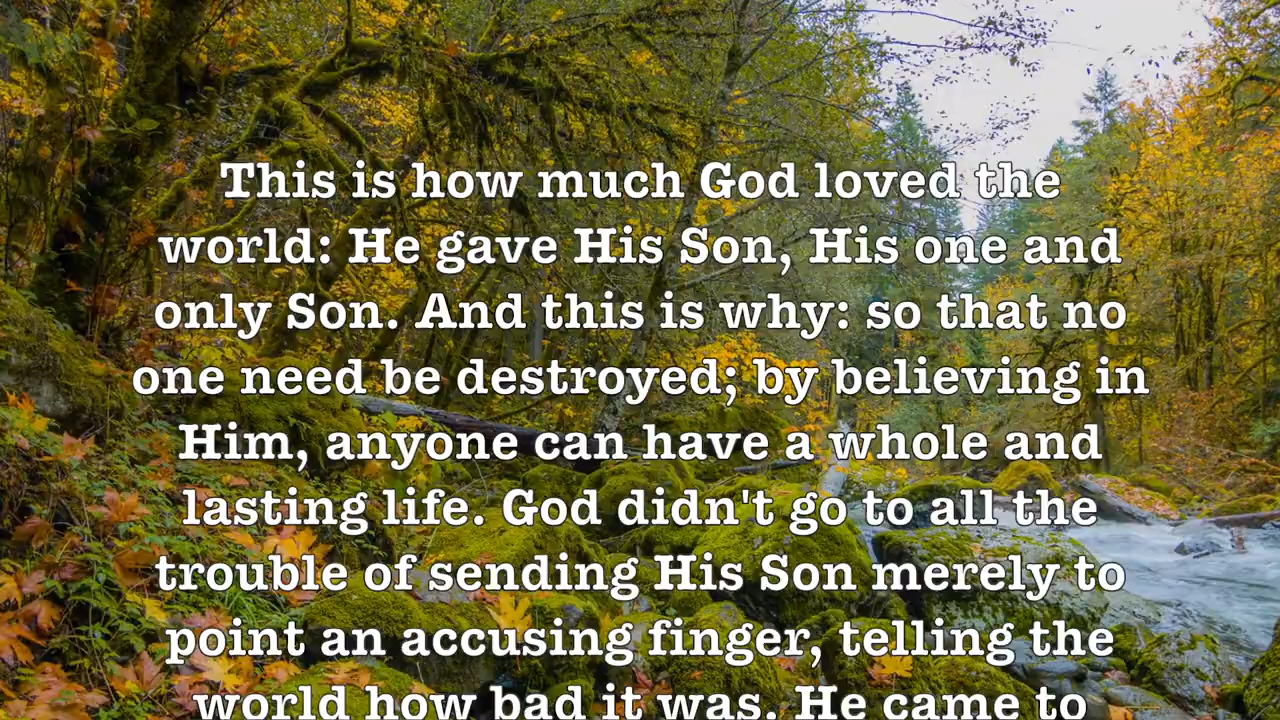 This is how much God loved the
world: He gave His Son, His one and
only Son. And this is why: so that no
one need be destroyed; by believing in
Him, anyone can have a whole and
lasting life. God didn't go to all the
trouble of sending His Son merely to
point an accusing finger, telling the
world how bad it was. He came to